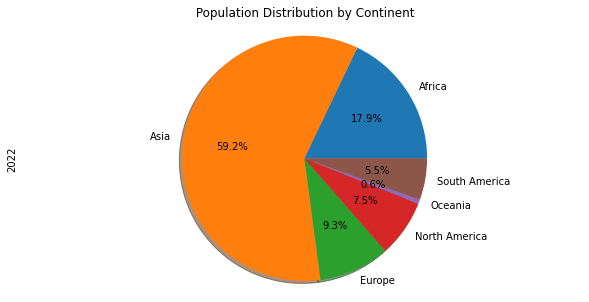 Population Distribution by Continent
Africa
17.9%
Asia
59.2%
2022
5.5%
South America
0.6%
Oceania
7.5%
North America
9.3%
Europe